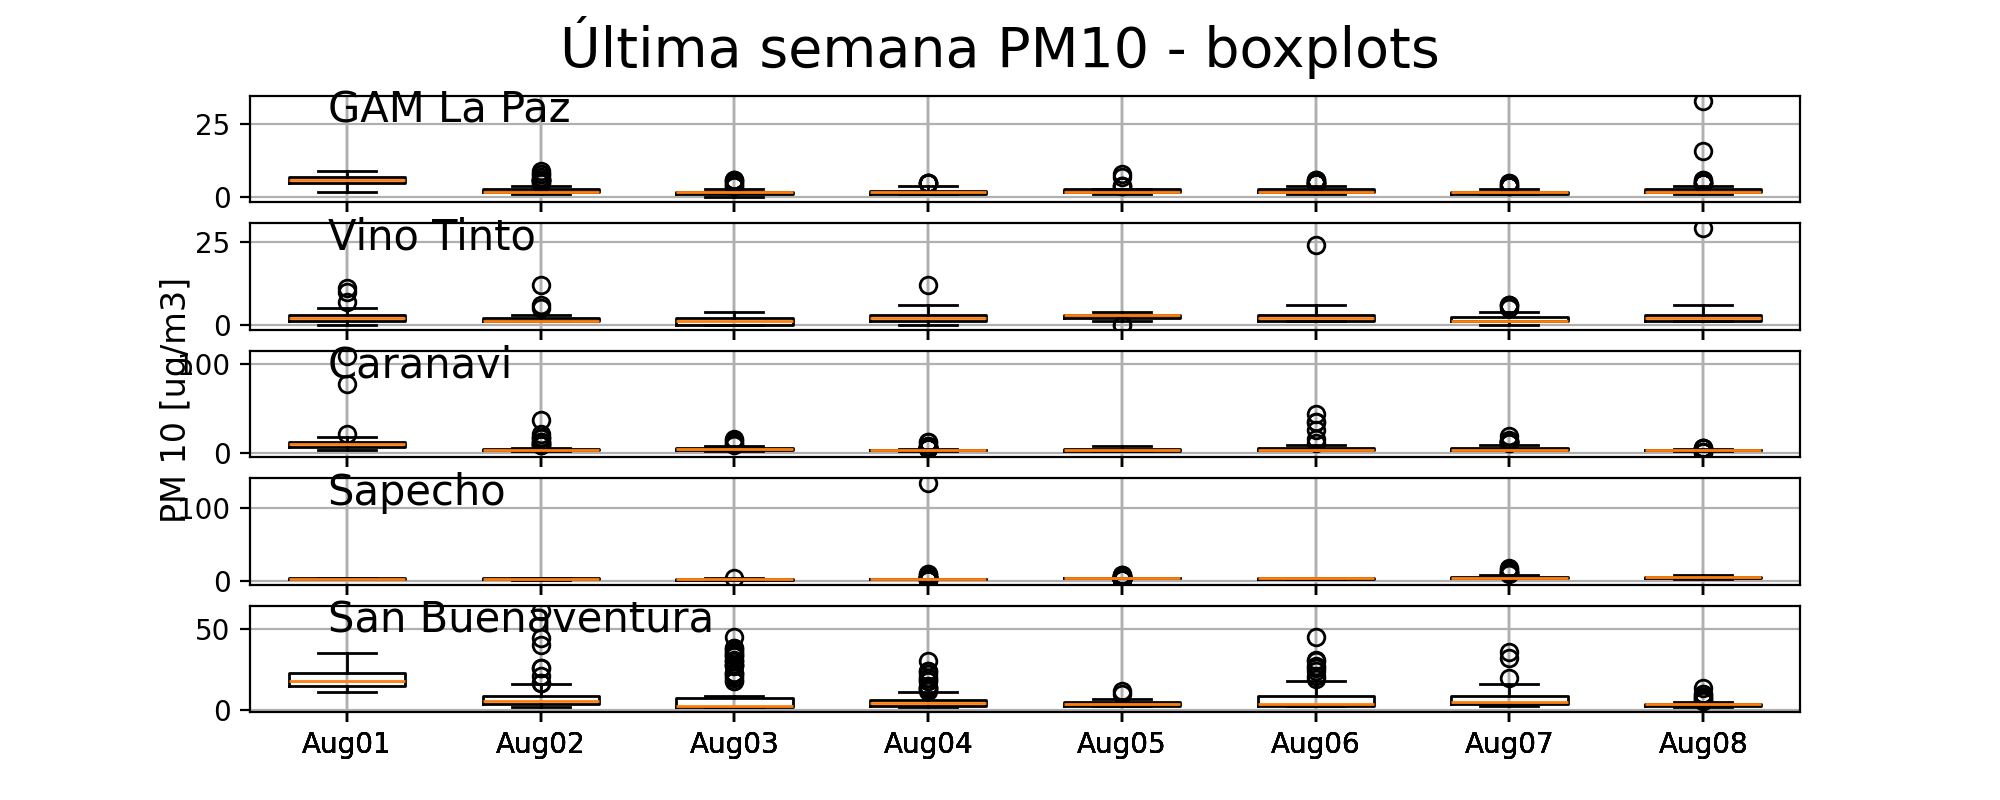 Última semana PM10 - boxplots
GAM La Paz
25
0
Vino Tinto
25
0
PM 10 [ug/m3]
Caranavi
100
0
Sapecho
100
0
San Buenaventura
50
0
Aug01 Aug02 Aug03 Aug04 Aug05 Aug06 Aug07 Aug08